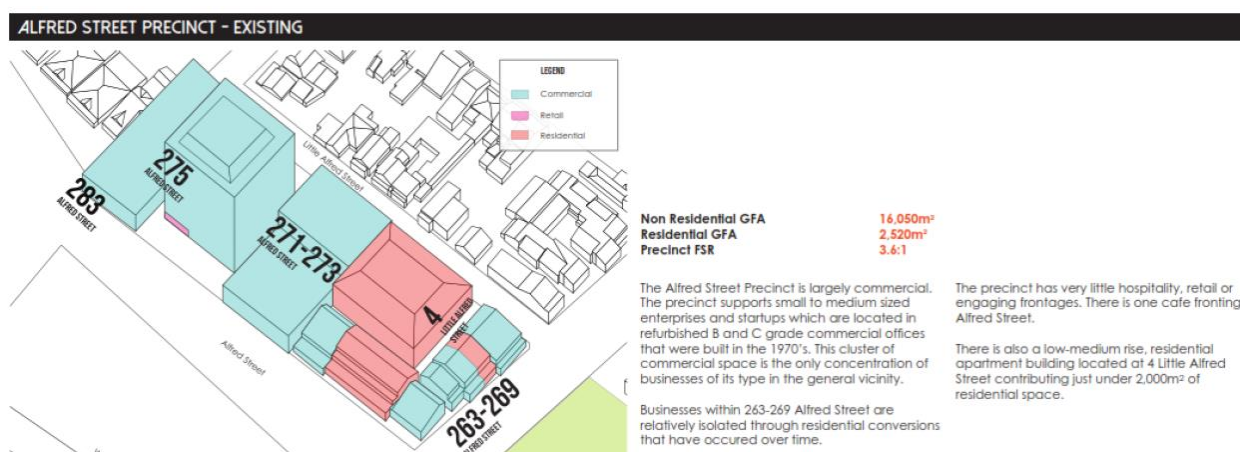 ALFRED STREET PRECINCT - EXISTING
LEGEND
Commercial
Retail
Residential
Little Alfred Street
275
ALFRED STREET
283
ALFRED STREET
271-273
ALFRED STREET
4
LITTLE ALFRED
STREET
Alfred Street
263-269
ALFRED STREET
Non Residential GFA 16,050m²
Residential GFA 2,520m²
Precinct FSR 3.6:1
The Alfred Street Precinct is largely commercial.
The precinct supports small to medium sized
enterprises and startups which are located in
refurbished B and C grade commercial offices
that were built in the 1970's. This cluster of
commercial space is the only concentration of
businesses of its type in the general vicinity.
Businesses within 263-269 Alfred Street are
relatively isolated through residential conversions
that have occured over time.
The precinct has very little hospitality, retail or
engaging frontages. There is one cafe fronting
Alfred Street.
There is also a low-medium rise, residential
apartment building located at 4 Little Alfred
Street contributing just under 2,000m² of
residential space.